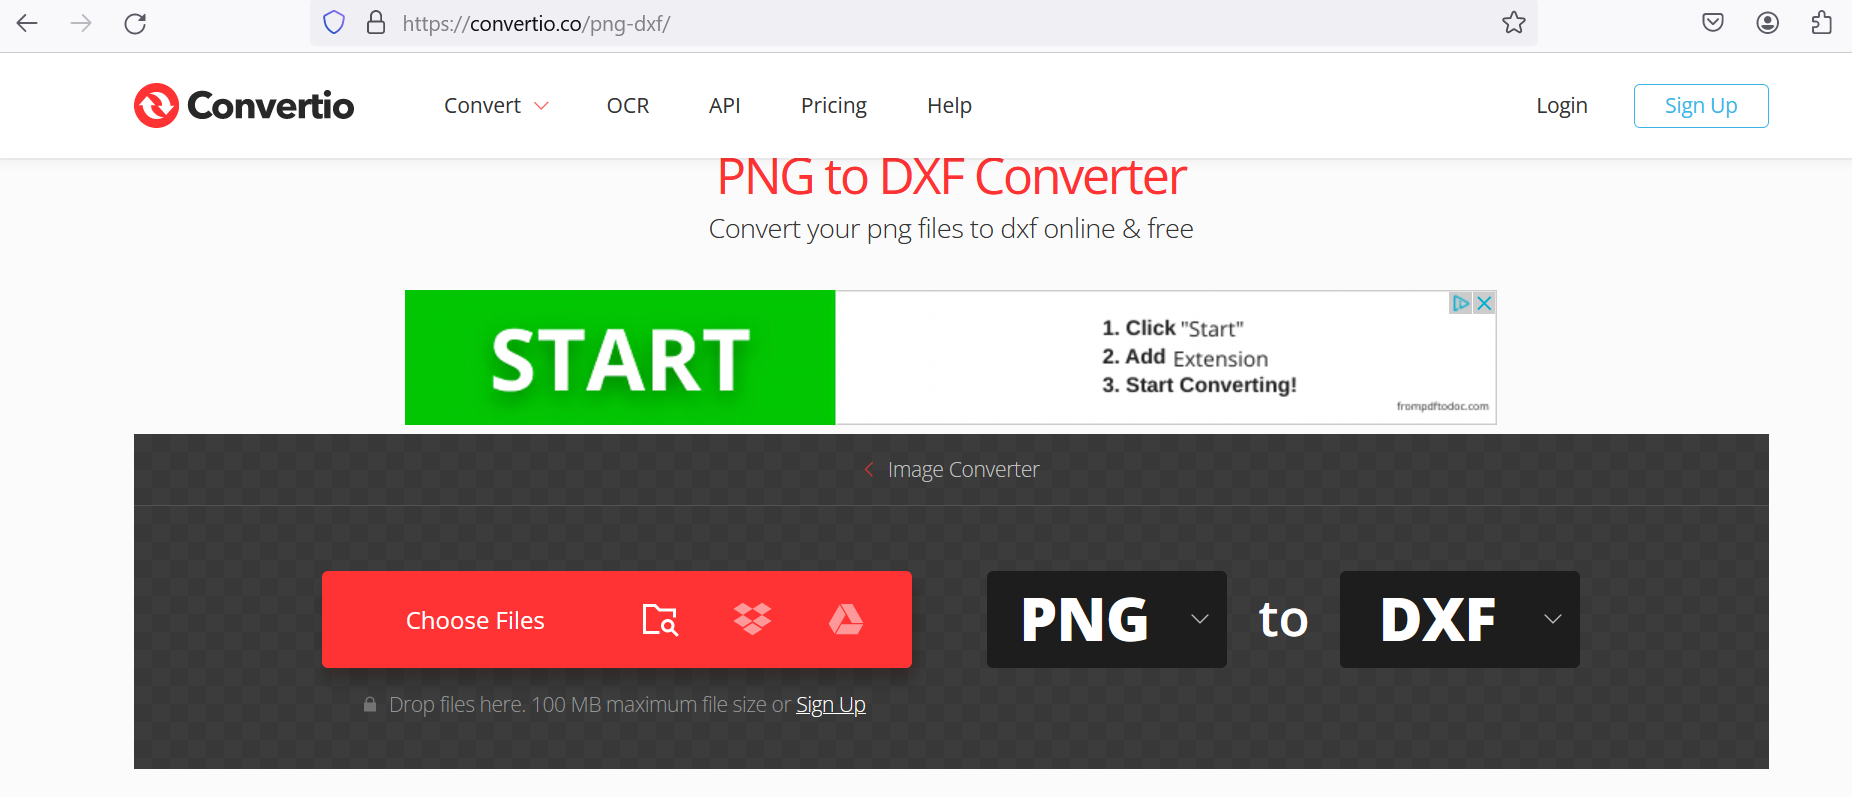 https://convertio.co/png-dxf/
Convertio
Convert OCR API Pricing Help Login Sign Up
PNG to DXF Converter
Convert your png files to dxf online & free
START
1. Click "Start"
2. Add Extension
3. Start Converting!
frompdftodoc.com
Image Converter
Choose Files
PNG to DXF
Drop files here. 100 MB maximum file size or Sign Up